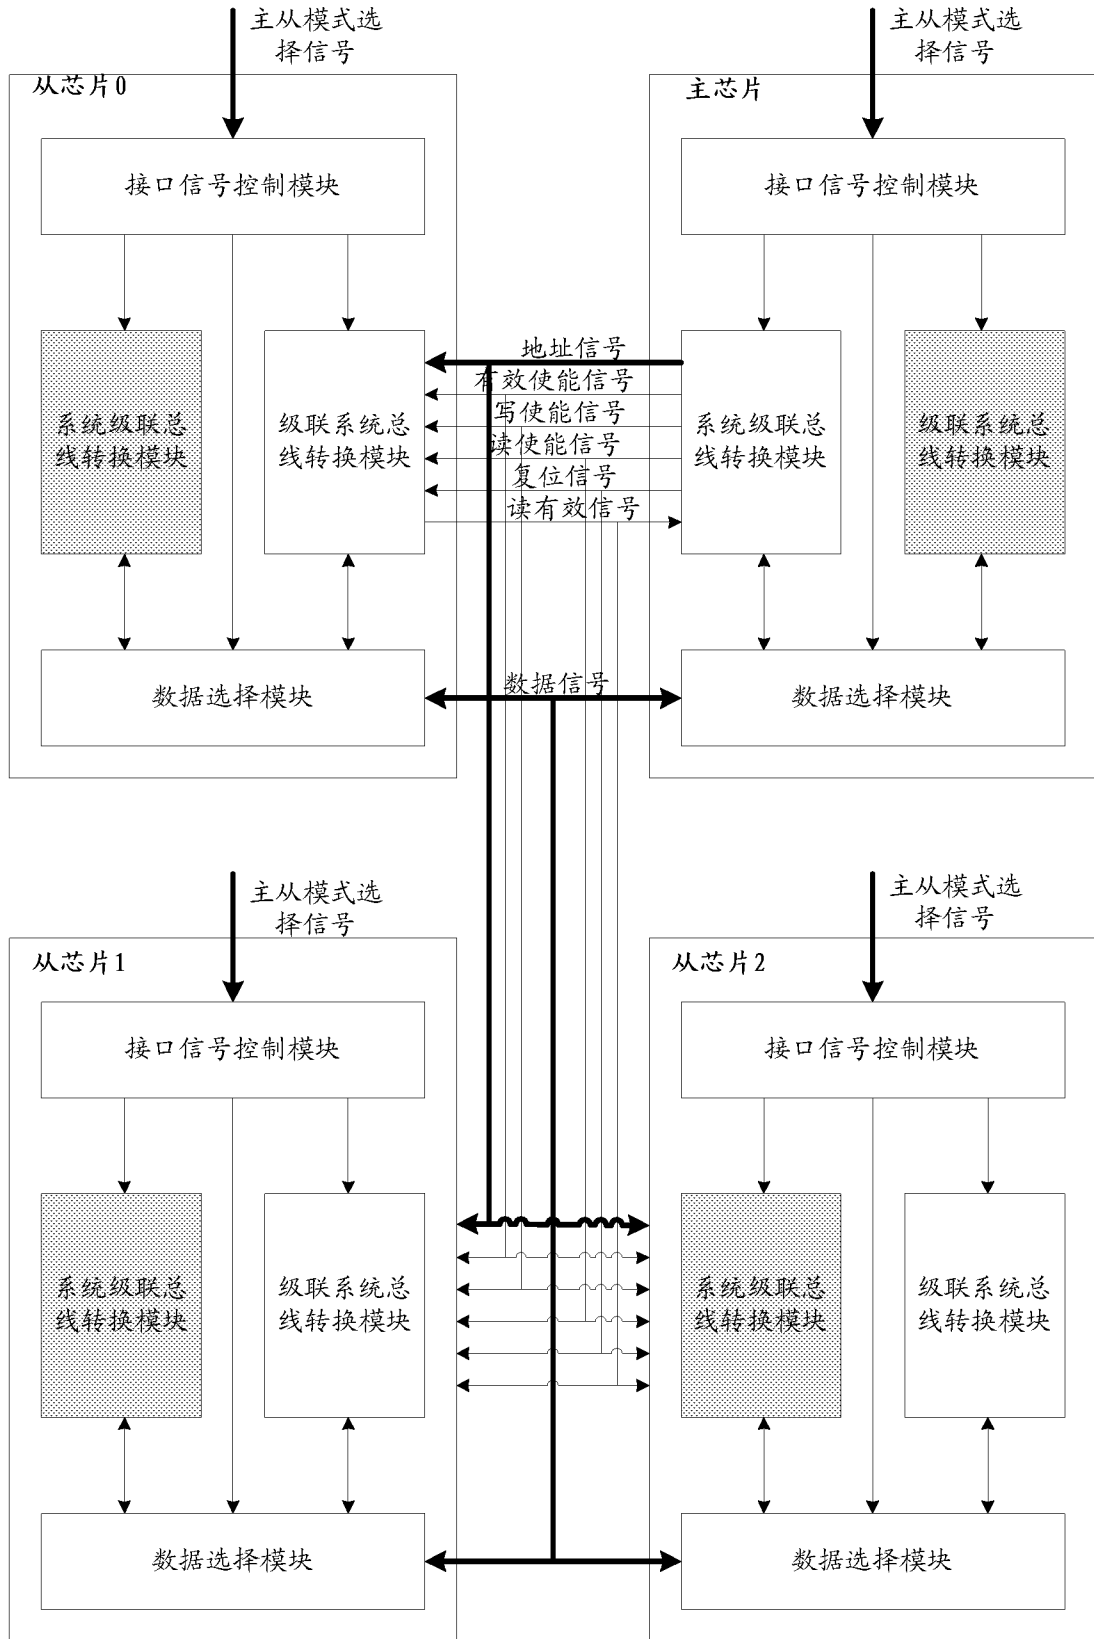 主从模式选
择信号
主从模式选
择信号
从芯片0
主芯片
接口信号控制模块
接口信号控制模块
地址信号
有效使能信号
写使能信号
读使能信号
复位信号
读有效信号
系统级联总
线转换模块
级联系统总
线转换模块
系统级联总
线转换模块
级联系统总
线转换模块
数据选择模块
数据信号
数据选择模块
主从模式选
择信号
主从模式选
择信号
从芯片1
从芯片2
接口信号控制模块
接口信号控制模块
系统级联总
线转换模块
级联系统总
线转换模块
系统级联总
线转换模块
级联系统总
线转换模块
数据选择模块
数据选择模块